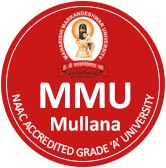 MAHARISHI MARKANDESHWAR UNIVERSITY
MMU
Mullana
NAAC ACCREDITED GRADE 'A' UNIVERSITY